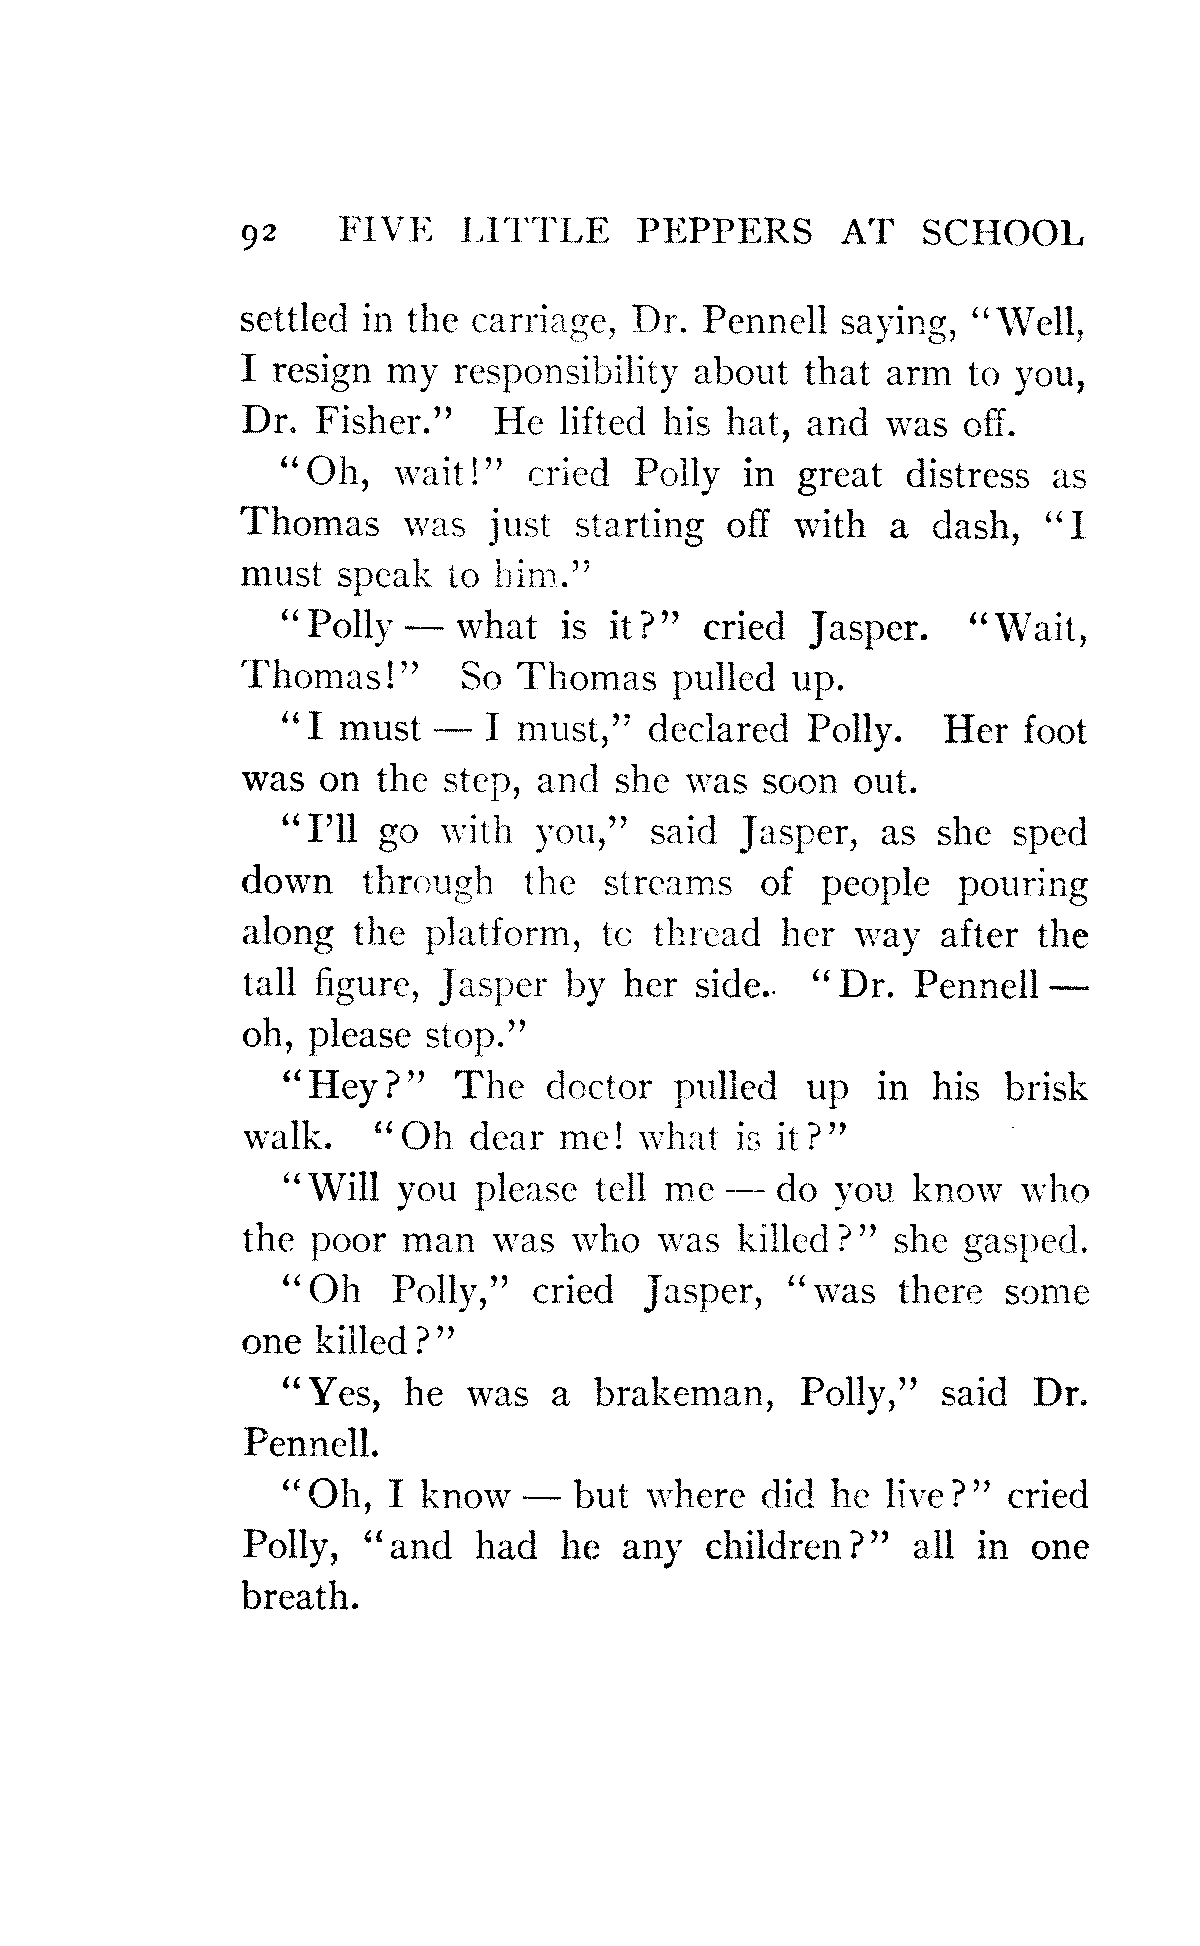 92 FIVE LITTLE PEPPERS AT SCHOOL
settled in the carriage, Dr. Pennell saying, “Well,
I resign my responsibility about that arm to you,
Dr. Fisher.” He lifted his hat, and was off.
“Oh, wait!” cried Polly in great distress as
Thomas was just starting off with a dash, “I
must speak to him.”
“Polly — what is it?” cried Jasper. “Wait,
Thomas!” So Thomas pulled up.
“I must — I must,” declared Polly. Her foot
was on the step, and she was soon out.
“I’ll go with you,” said Jasper, as she sped
down through the streams of people pouring
along the platform, to thread her way after the
tall figure, Jasper by her side. “Dr. Pennell —
oh, please stop.”
“Hey?” The doctor pulled up in his brisk
walk. “Oh dear me! what is it?”
“Will you please tell me — do you know who
the poor man was who was killed?” she gasped.
“Oh Polly,” cried Jasper, “was there some
one killed?”
“Yes, he was a brakeman, Polly,” said Dr.
Pennell.
“Oh, I know — but where did he live?” cried
Polly, “and had he any children?” all in one
breath.